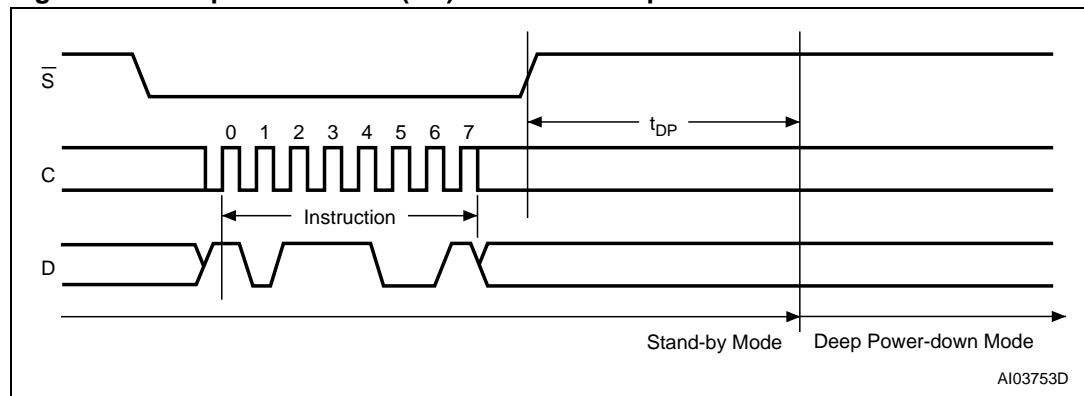 S
tDP
0 1 2 3 4 5 6 7
C
Instruction
D
Stand-by Mode Deep Power-down Mode
AI03753D